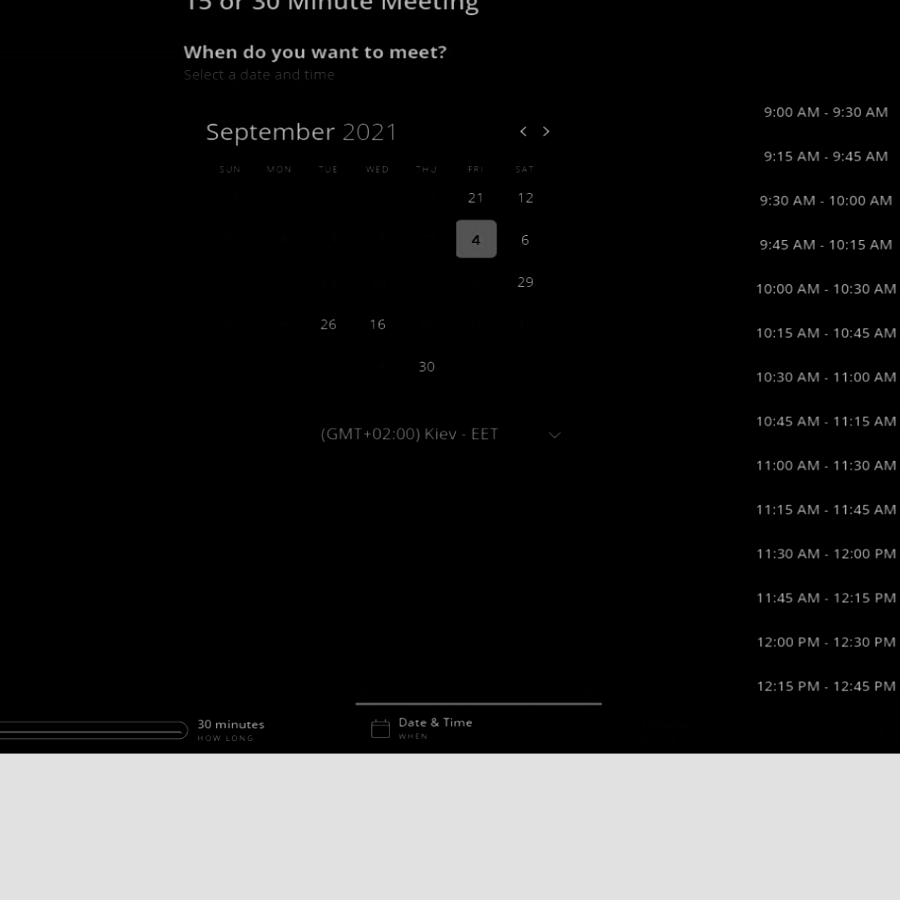 15 or 30 Minute Meeting
When do you want to meet?
Select a date and time
September 2021
SUN MON TUE WED THU FRI SAT
21 12
4 6
29
26 16
30
(GMT+02:00) Kiev - EET
9:00 AM - 9:30 AM
9:15 AM - 9:45 AM
9:30 AM - 10:00 AM
9:45 AM - 10:15 AM
10:00 AM - 10:30 AM
10:15 AM - 10:45 AM
10:30 AM - 11:00 AM
10:45 AM - 11:15 AM
11:00 AM - 11:30 AM
11:15 AM - 11:45 AM
11:30 AM - 12:00 PM
11:45 AM - 12:15 PM
12:00 PM - 12:30 PM
12:15 PM - 12:45 PM
30 minutes
HOW LONG
Date & Time
WHEN